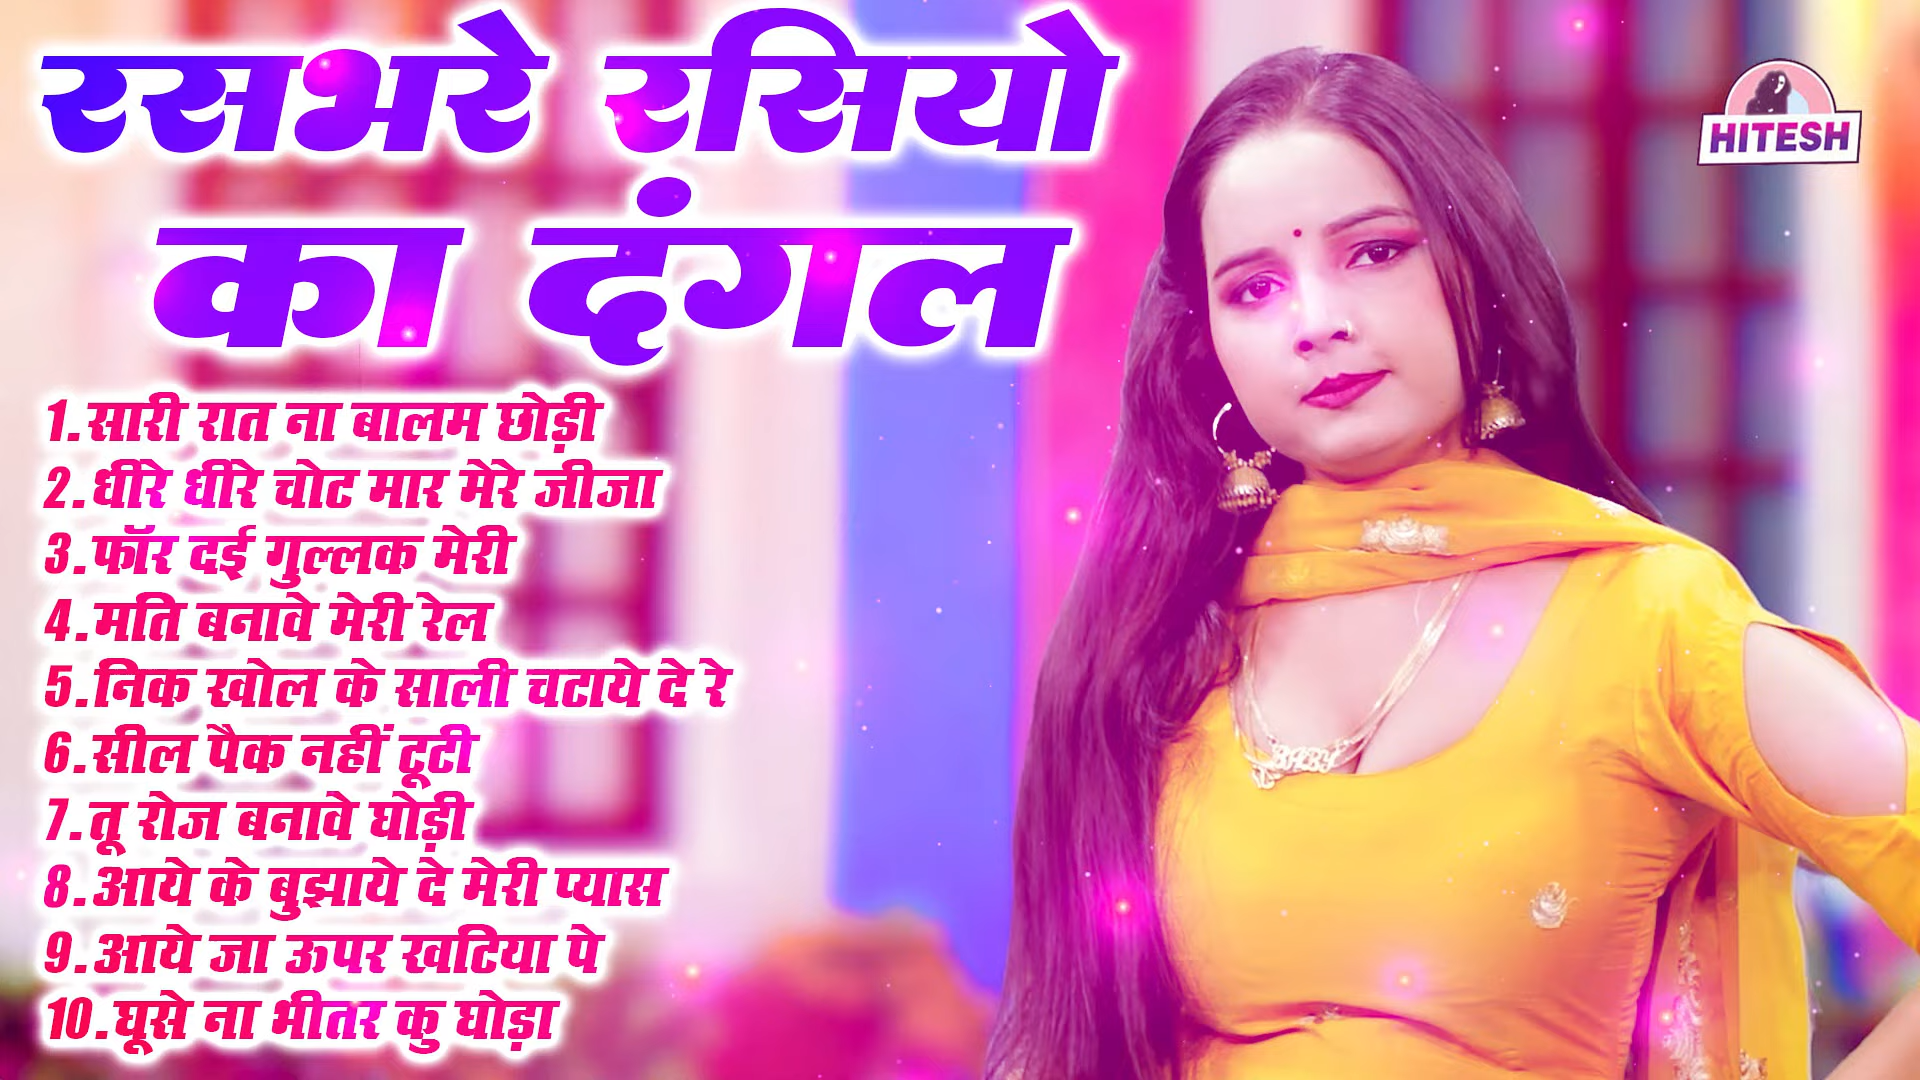 रसभरे रसियो
का दंगल
HITESH
1.सारी रात ना बालम छोड़ी
2.धीरे धीरे चोट मार मेरे जीजा
3.फॉर दई गुल्लक मेरी
4.मति बनावे मेरी रेल
5.निक खोल के साली चटाये दे रे
6.सील पैक नहीं टूटी
7.तू रोज बनावे घोड़ी
8.आये के बुझाये दे मेरी प्यास
9.आये जा ऊपर खटिया पे
10.घूसे ना भीतर कु घोड़ा
BABY